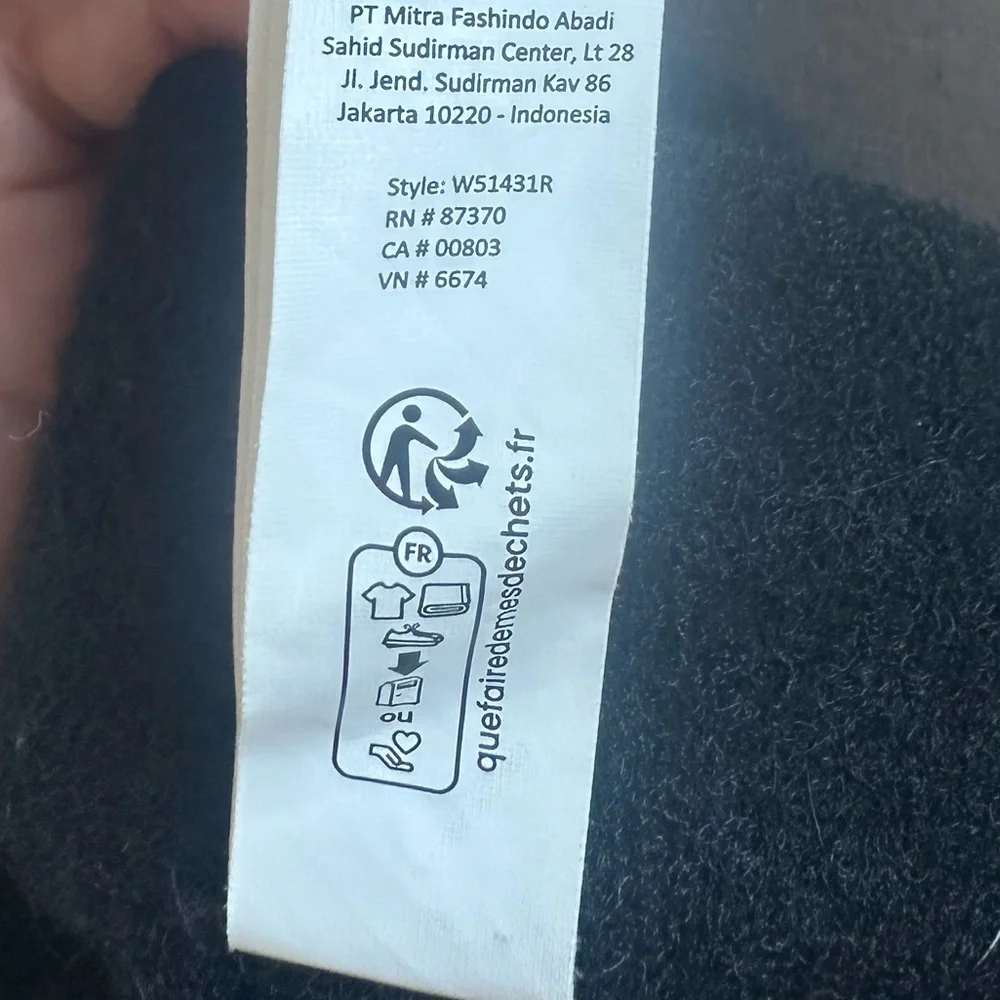 PT Mitra Fashindo Abadi
Sahid Sudirman Center, Lt 28
Jl. Jend. Sudirman Kav 86
Jakarta 10220 - Indonesia
Style: W51431R
RN # 87370
CA # 00803
VN # 6674
FR
OU
quefairedemesdechets.fr